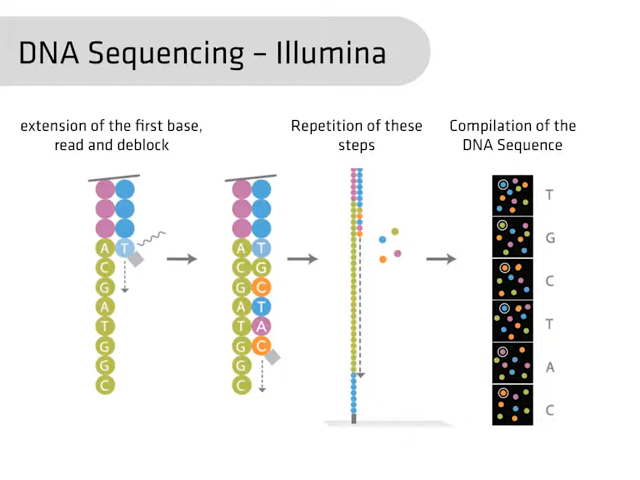 DNA Sequencing – Illumina
extension of the first base,
read and deblock
Repetition of these
steps
Compilation of the
DNA Sequence
A T
C
G
A
T
G
G
C
A T
C G
G C
A T
T A
G C
G
C
T
G
C
T
A
C